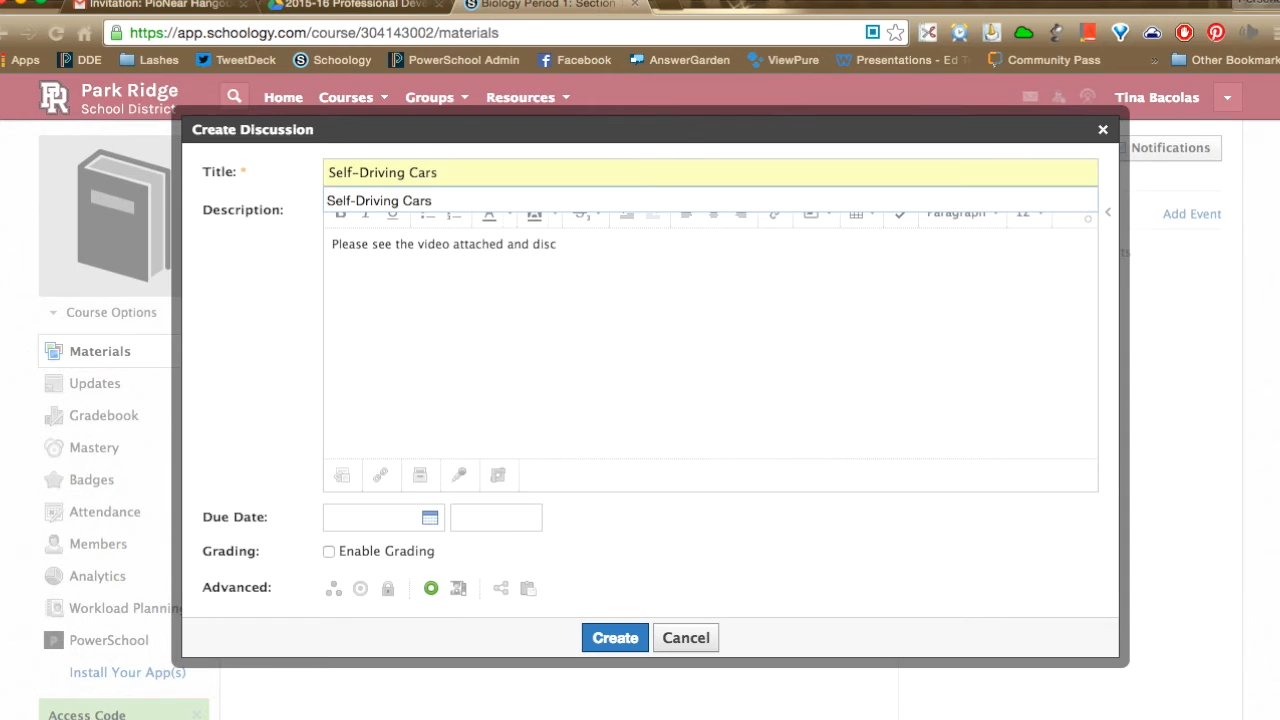 Invitation: PioNear Hango
2015-16 Professional Dev
Biology Period 1: Section
https://app.schoology.com/course/304143002/materials
Apps
DDE
Lashes
TweetDeck
Schoology
PowerSchool Admin
Facebook
AnswerGarden
ViewPure
Presentations - Ed T
Community Pass
»
Other Bookmark
Park Ridge
School District
Home
Courses
Groups
Resources
Tina Bacolas
Create Discussion
Notifications
Title: *
Self-Driving Cars
Self-Driving Cars
Description:
Paragraph
12
Add Event
Please see the video attached and disc
Course Options
Materials
Updates
Gradebook
Mastery
Badges
Attendance
Members
Analytics
Workload Plannin
PowerSchool
Install Your App(s)
Access Code
Due Date:
Grading:
Enable Grading
Advanced:
Create
Cancel